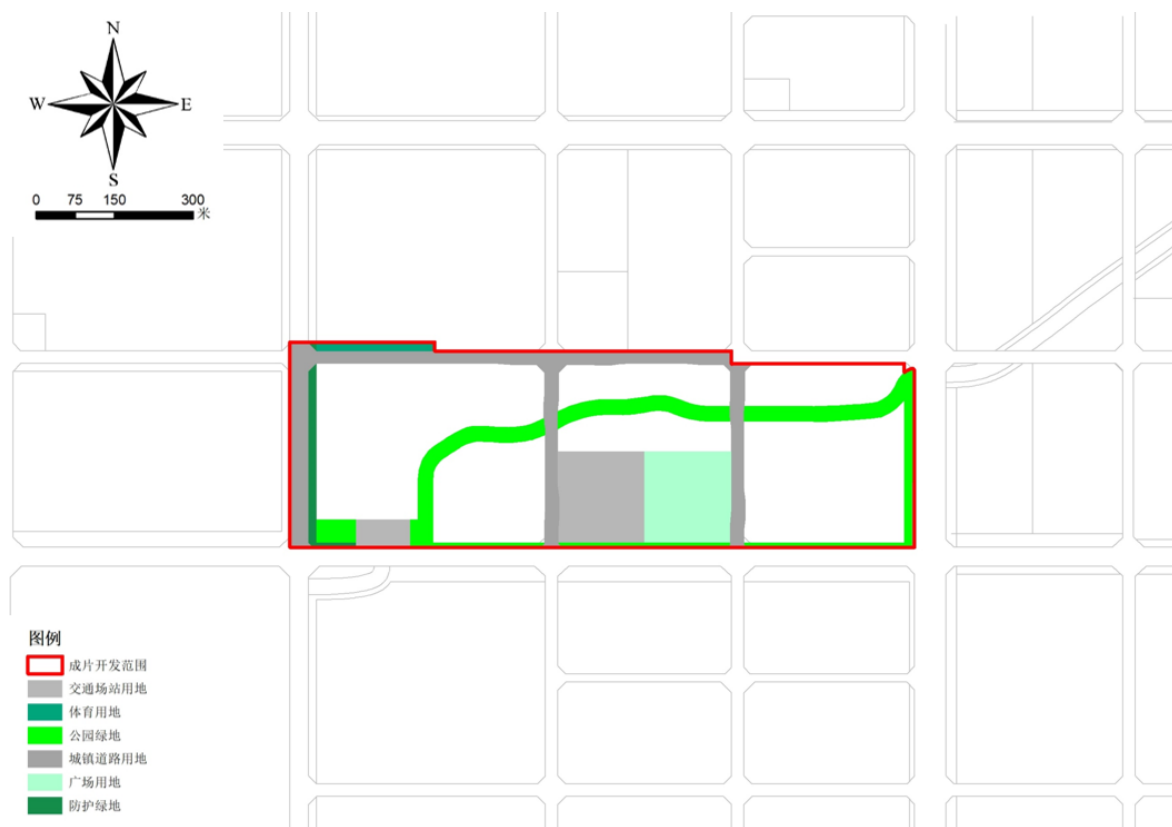 N
W E
S
0 75 150 300
米
图例
成片开发范围
交通场站用地
体育用地
公园绿地
城镇道路用地
广场用地
防护绿地